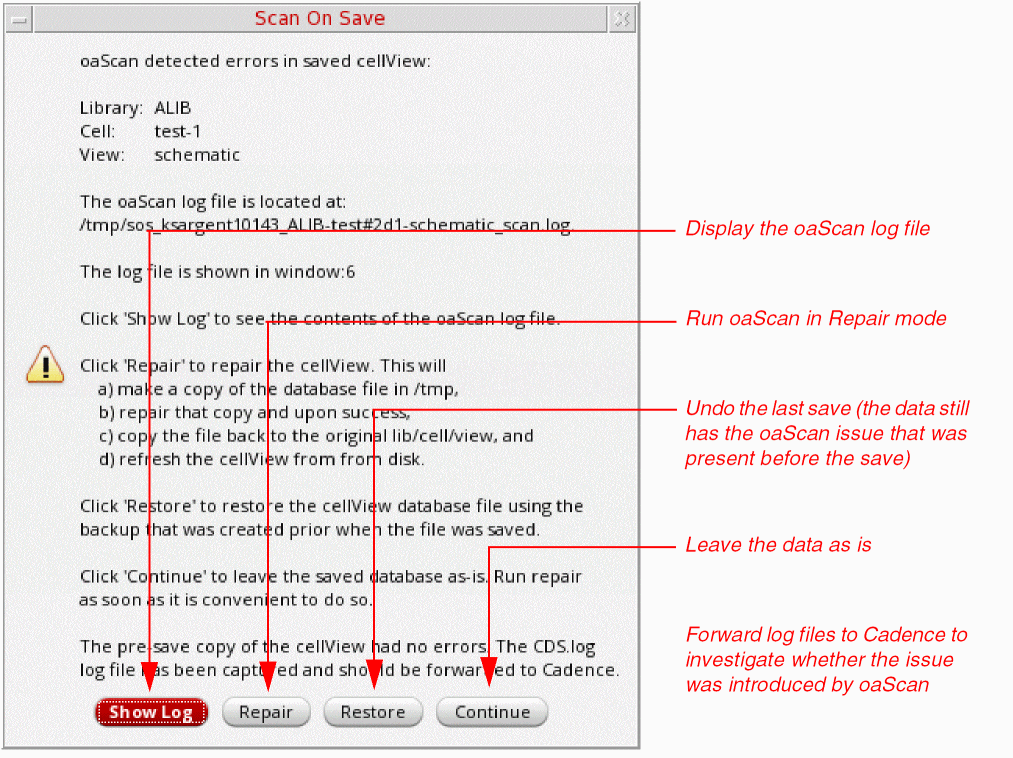 Scan On Save
oaScan detected errors in saved cellView:
Library: ALIB
Cell: test-1
View: schematic
The oaScan log file is located at:
/tmp/sos_ksargent10143_ALIB-test#2d1-schematic_scan.log.
The log file is shown in window:6
Click 'Show Log' to see the contents of the oaScan log file.
Click 'Repair' to repair the cellView. This will
a) make a copy of the database file in /tmp,
b) repair that copy and upon success,
c) copy the file back to the original lib/cell/view, and
d) refresh the cellView from from disk.
Click 'Restore' to restore the cellView database file using the
backup that was created prior when the file was saved.
Click 'Continue' to leave the saved database as-is. Run repair
as soon as it is convenient to do so.
The pre-save copy of the cellView had no errors. The CDS.log
log file has been captured and should be forwarded to Cadence.
Show Log
Repair
Restore
Continue
Display the oaScan log file
Run oaScan in Repair mode
Undo the last save (the data still
has the oaScan issue that was
present before the save)
Leave the data as is
Forward log files to Cadence to
investigate whether the issue
was introduced by oaScan